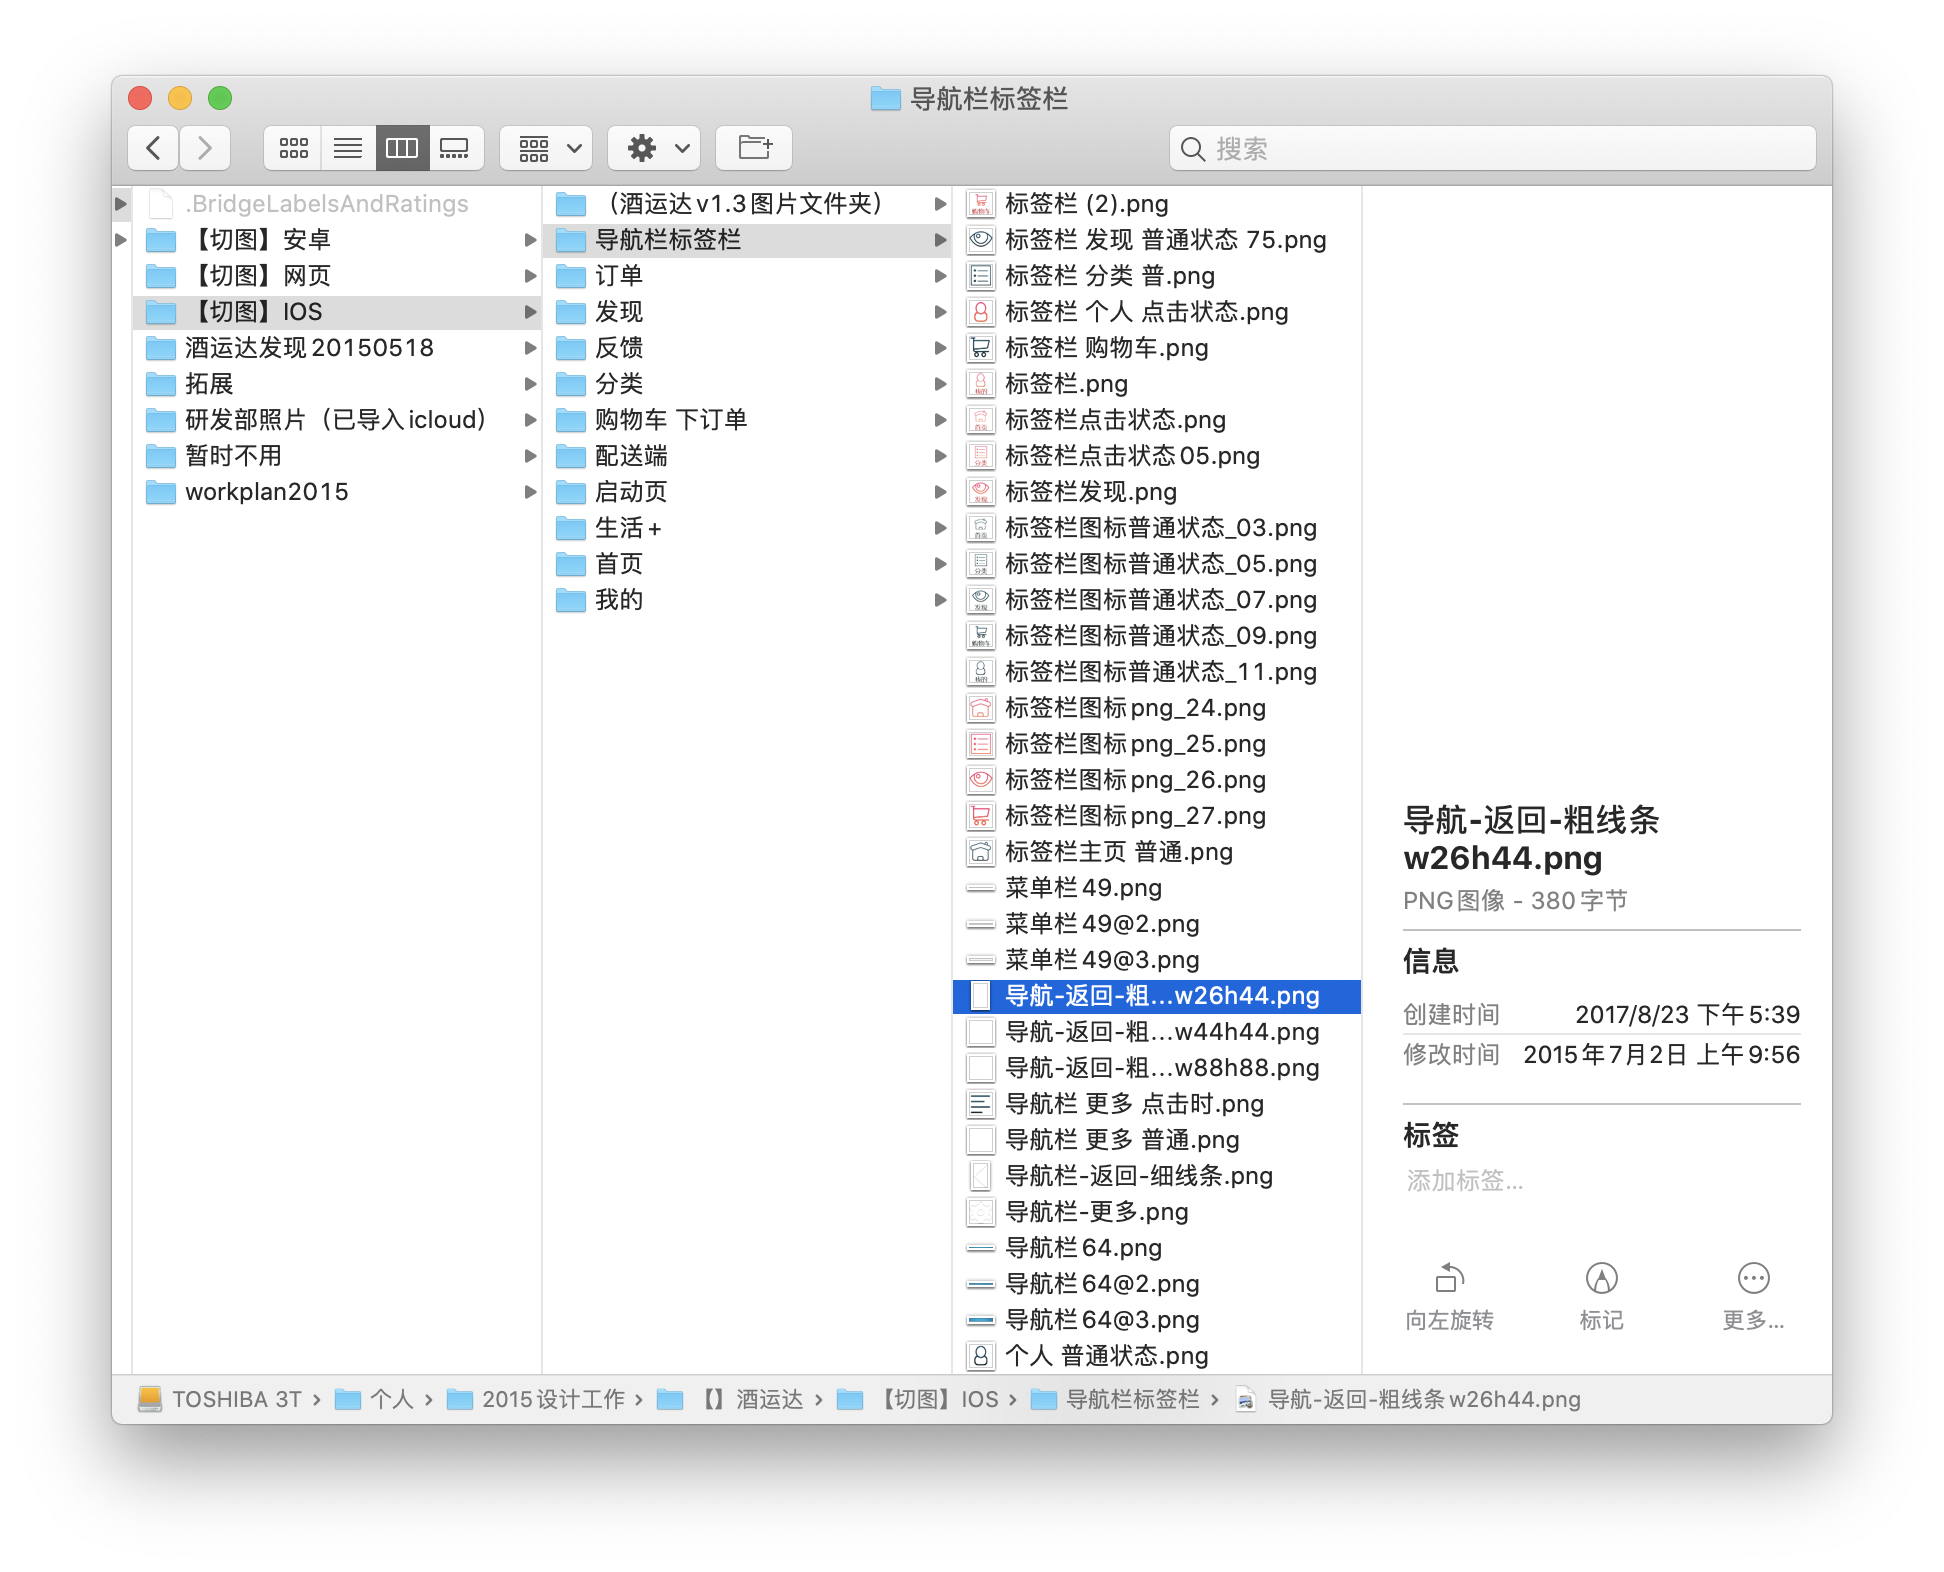 导航栏标签栏
搜索
.BridgeLabelsAndRatings
【切图】安卓
【切图】网页
【切图】IOS
酒运达发现20150518
拓展
研发部照片（已导入icloud）
暂时不用
workplan2015
（酒运达v1.3图片文件夹）
导航栏标签栏
订单
发现
反馈
分类
购物车 下订单
配送端
启动页
生活+
首页
我的
标签栏 (2).png
标签栏 发现 普通状态 75.png
标签栏 分类 普.png
标签栏 个人 点击状态.png
标签栏 购物车.png
标签栏.png
标签栏点击状态.png
标签栏点击状态05.png
标签栏发现.png
标签栏图标普通状态_03.png
标签栏图标普通状态_05.png
标签栏图标普通状态_07.png
标签栏图标普通状态_09.png
标签栏图标普通状态_11.png
标签栏图标png_24.png
标签栏图标png_25.png
标签栏图标png_26.png
标签栏图标png_27.png
标签栏主页 普通.png
菜单栏49.png
菜单栏49@2.png
菜单栏49@3.png
导航-返回-粗...w26h44.png
导航-返回-粗...w44h44.png
导航-返回-粗...w88h88.png
导航栏 更多 点击时.png
导航栏 更多 普通.png
导航栏-返回-细线条.png
导航栏-更多.png
导航栏64.png
导航栏64@2.png
导航栏64@3.png
个人 普通状态.png
导航-返回-粗线条
w26h44.png
PNG图像 - 380字节
信息
创建时间 2017/8/23 下午5:39
修改时间 2015年7月2日 上午9:56
标签
添加标签...
向左旋转 标记 更多...
TOSHIBA 3T › 个人 › 2015设计工作 › 【】酒运达 › 【切图】IOS › 导航栏标签栏 › 导航-返回-粗线条w26h44.png